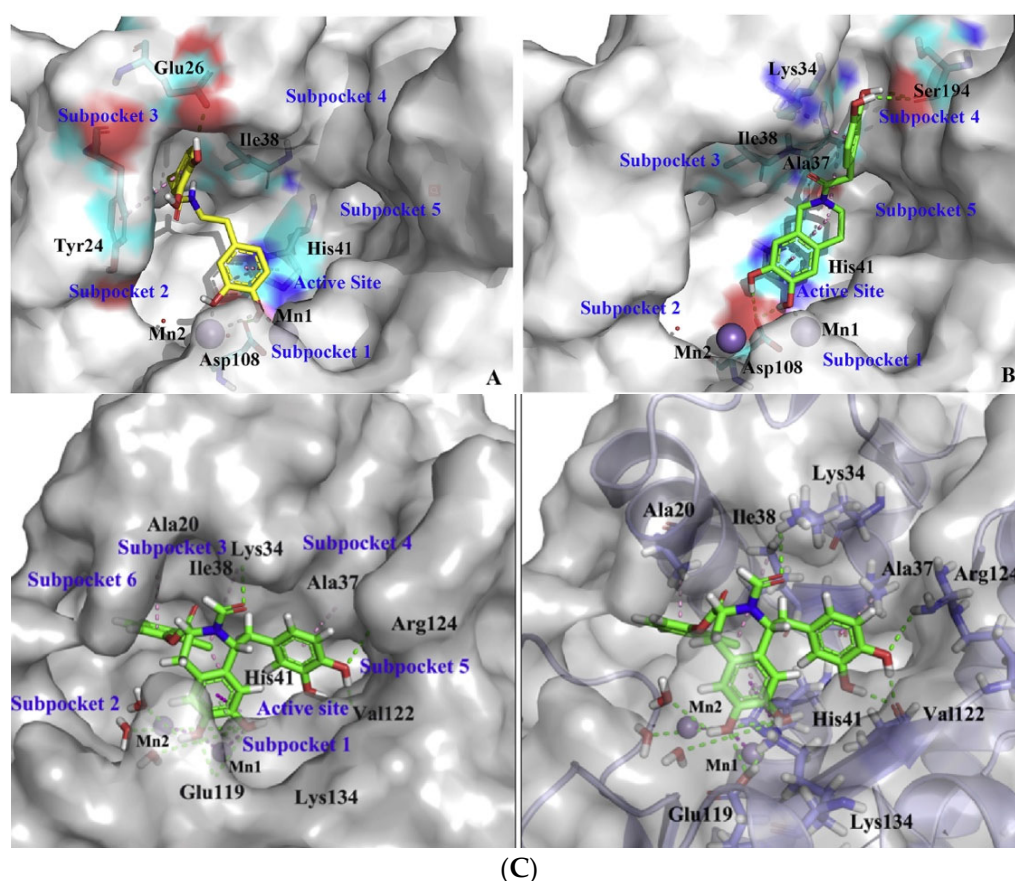 Glu26
Subpocket 4
Subpocket 3
Ile38
Subpocket 5
Tyr24
His41
Subpocket 2
Active Site
Mn2
Mn1
Asp108
Subpocket 1
A
Lys34
Ser194
Subpocket 4
Ile38
Subpocket 3
Ala37
Subpocket 5
His41
Active Site
Subpocket 2
Mn1
Mn2
Asp108
Subpocket 1
B
Ala20
Subpocket 3
Lys34
Subpocket 4
Ile38
Subpocket 6
Ala37
Arg124
His41
Subpocket 5
Subpocket 2
Active site
Val122
Mn2
Subpocket 1
Mn1
Glu119
Lys134
Lys34
Ala20
Ile38
Ala37
Arg124
Mn2
His41
Val122
Mn1
Glu119
Lys134
(C)